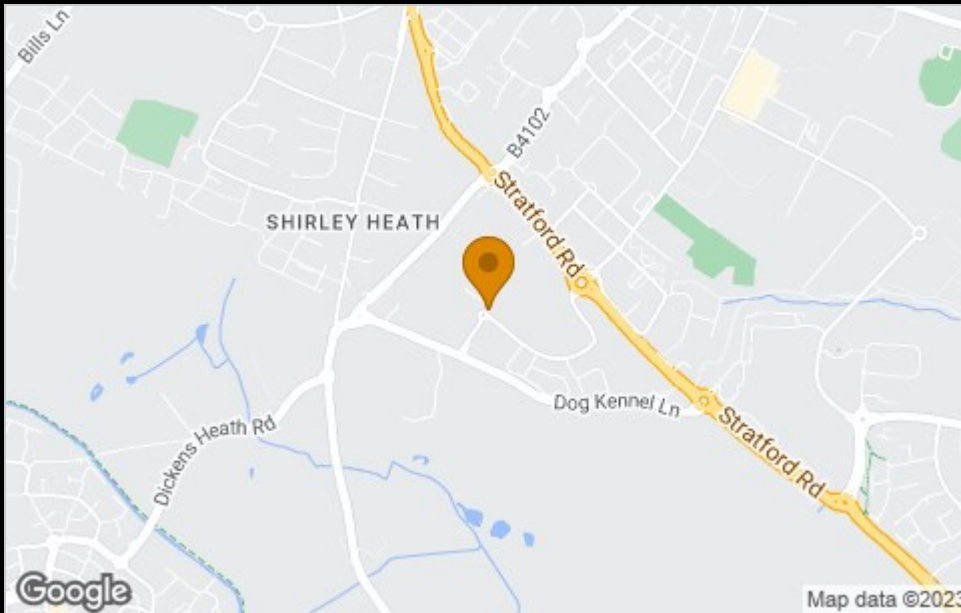 Bills Ln
B4102
Stratford Rd
SHIRLEY HEATH
Dog Kennel Ln
Stratford Rd
Dickens Heath Rd
Google
Map data ©2023